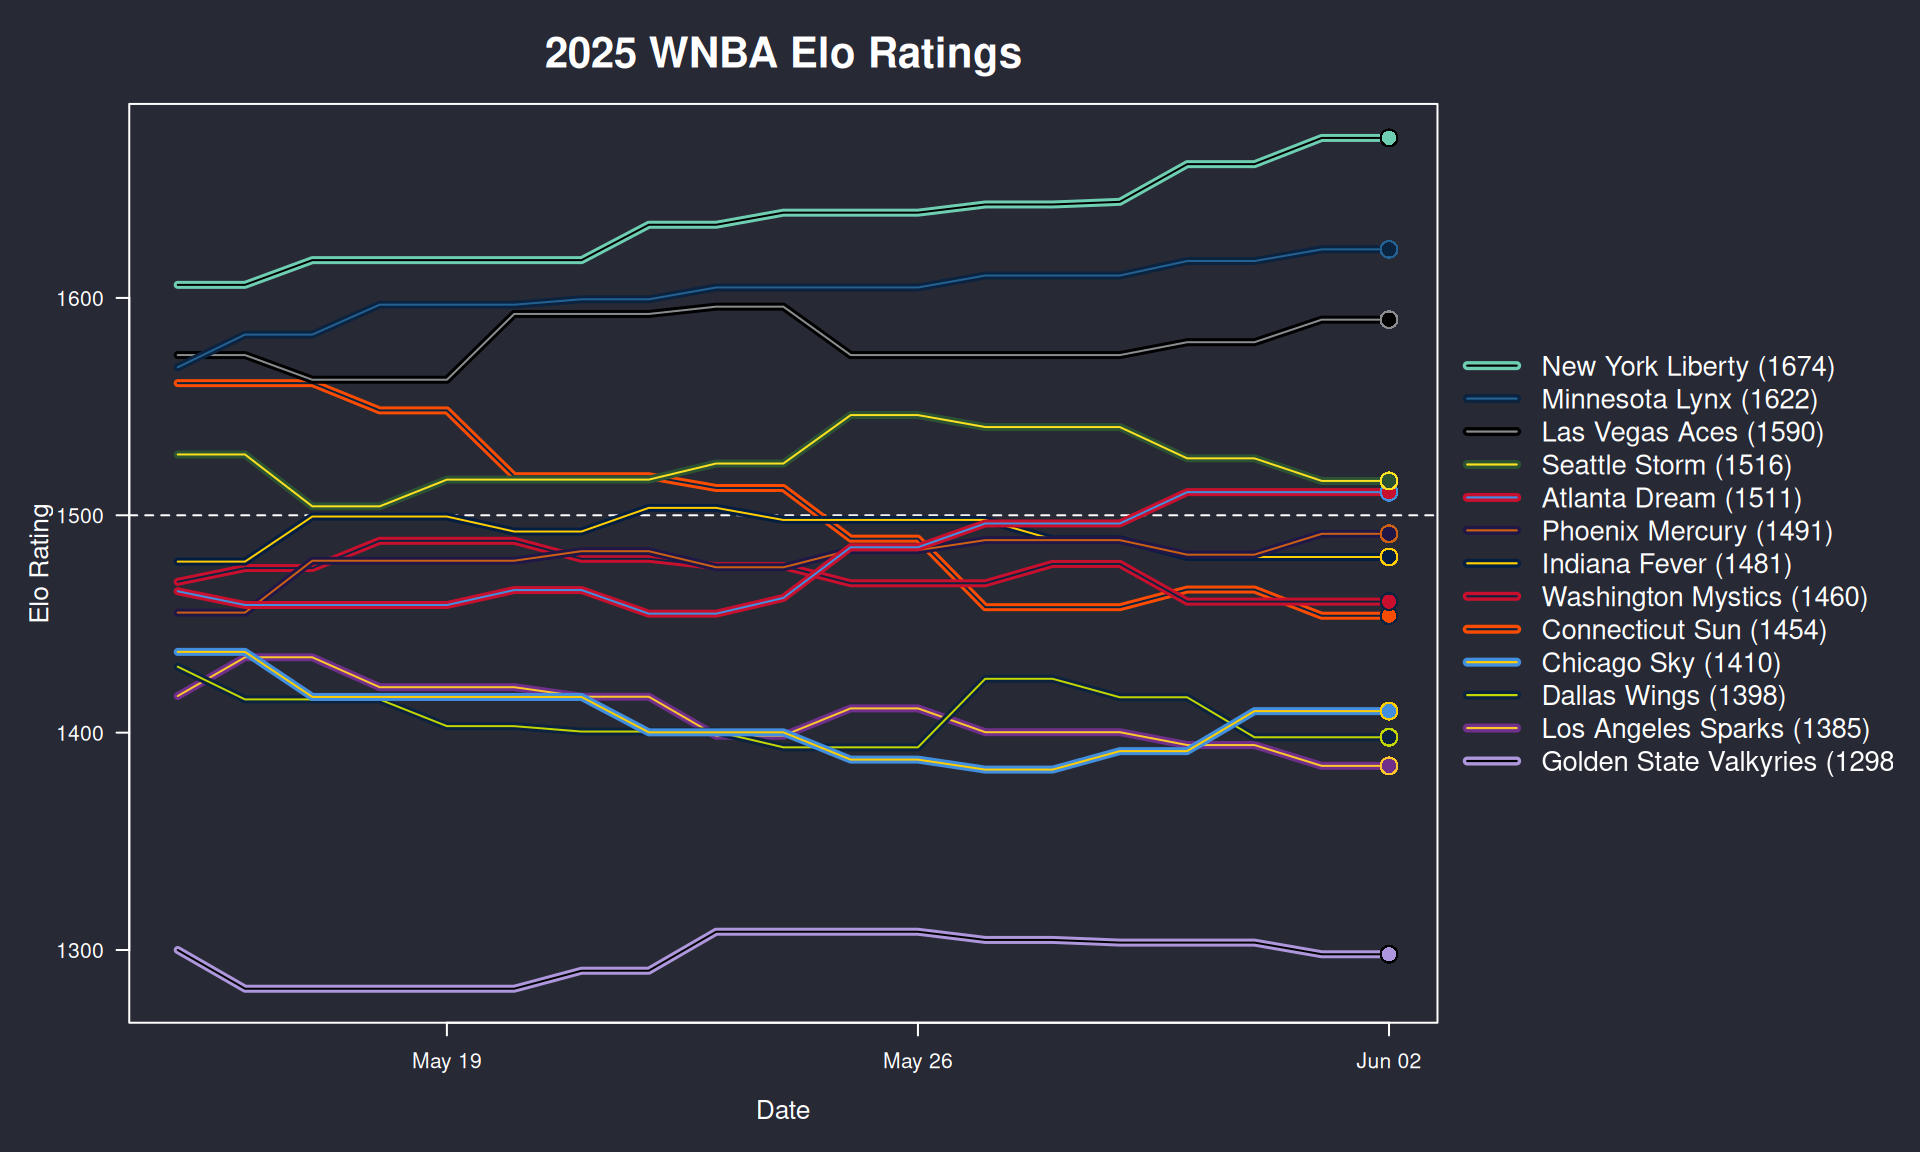 2025 WNBA Elo Ratings
Elo Rating
1600
1500
1400
1300
May 19
May 26
Jun 02
Date
New York Liberty (1674)
Minnesota Lynx (1622)
Las Vegas Aces (1590)
Seattle Storm (1516)
Atlanta Dream (1511)
Phoenix Mercury (1491)
Indiana Fever (1481)
Washington Mystics (1460)
Connecticut Sun (1454)
Chicago Sky (1410)
Dallas Wings (1398)
Los Angeles Sparks (1385)
Golden State Valkyries (1298